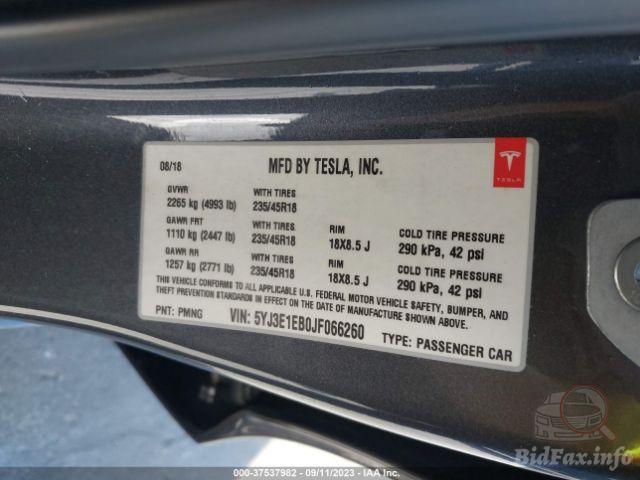 08/18 MFD BY TESLA, INC.
TESLA
GVWR WITH TIRES
2265 kg (4993 lb) 235/45R18
GAWR FRT WITH TIRES RIM COLD TIRE PRESSURE
1110 kg (2447 lb) 235/45R18 18X8.5 J 290 kPa, 42 psi
GAWR RR WITH TIRES RIM COLD TIRE PRESSURE
1257 kg (2771 lb) 235/45R18 18X8.5 J 290 kPa, 42 psi
THIS VEHICLE CONFORMS TO ALL APPLICABLE U.S. FEDERAL MOTOR VEHICLE SAFETY, BUMPER, AND
THEFT PREVENTION STANDARDS IN EFFECT ON THE DATE OF MANUFACTURE SHOWN ABOVE.
PNT: PMNG VIN: 5YJ3E1EB0JF066260 TYPE: PASSENGER CAR
BidFax.info
000-37537982 - 09/11/2023 - IAA Inc.